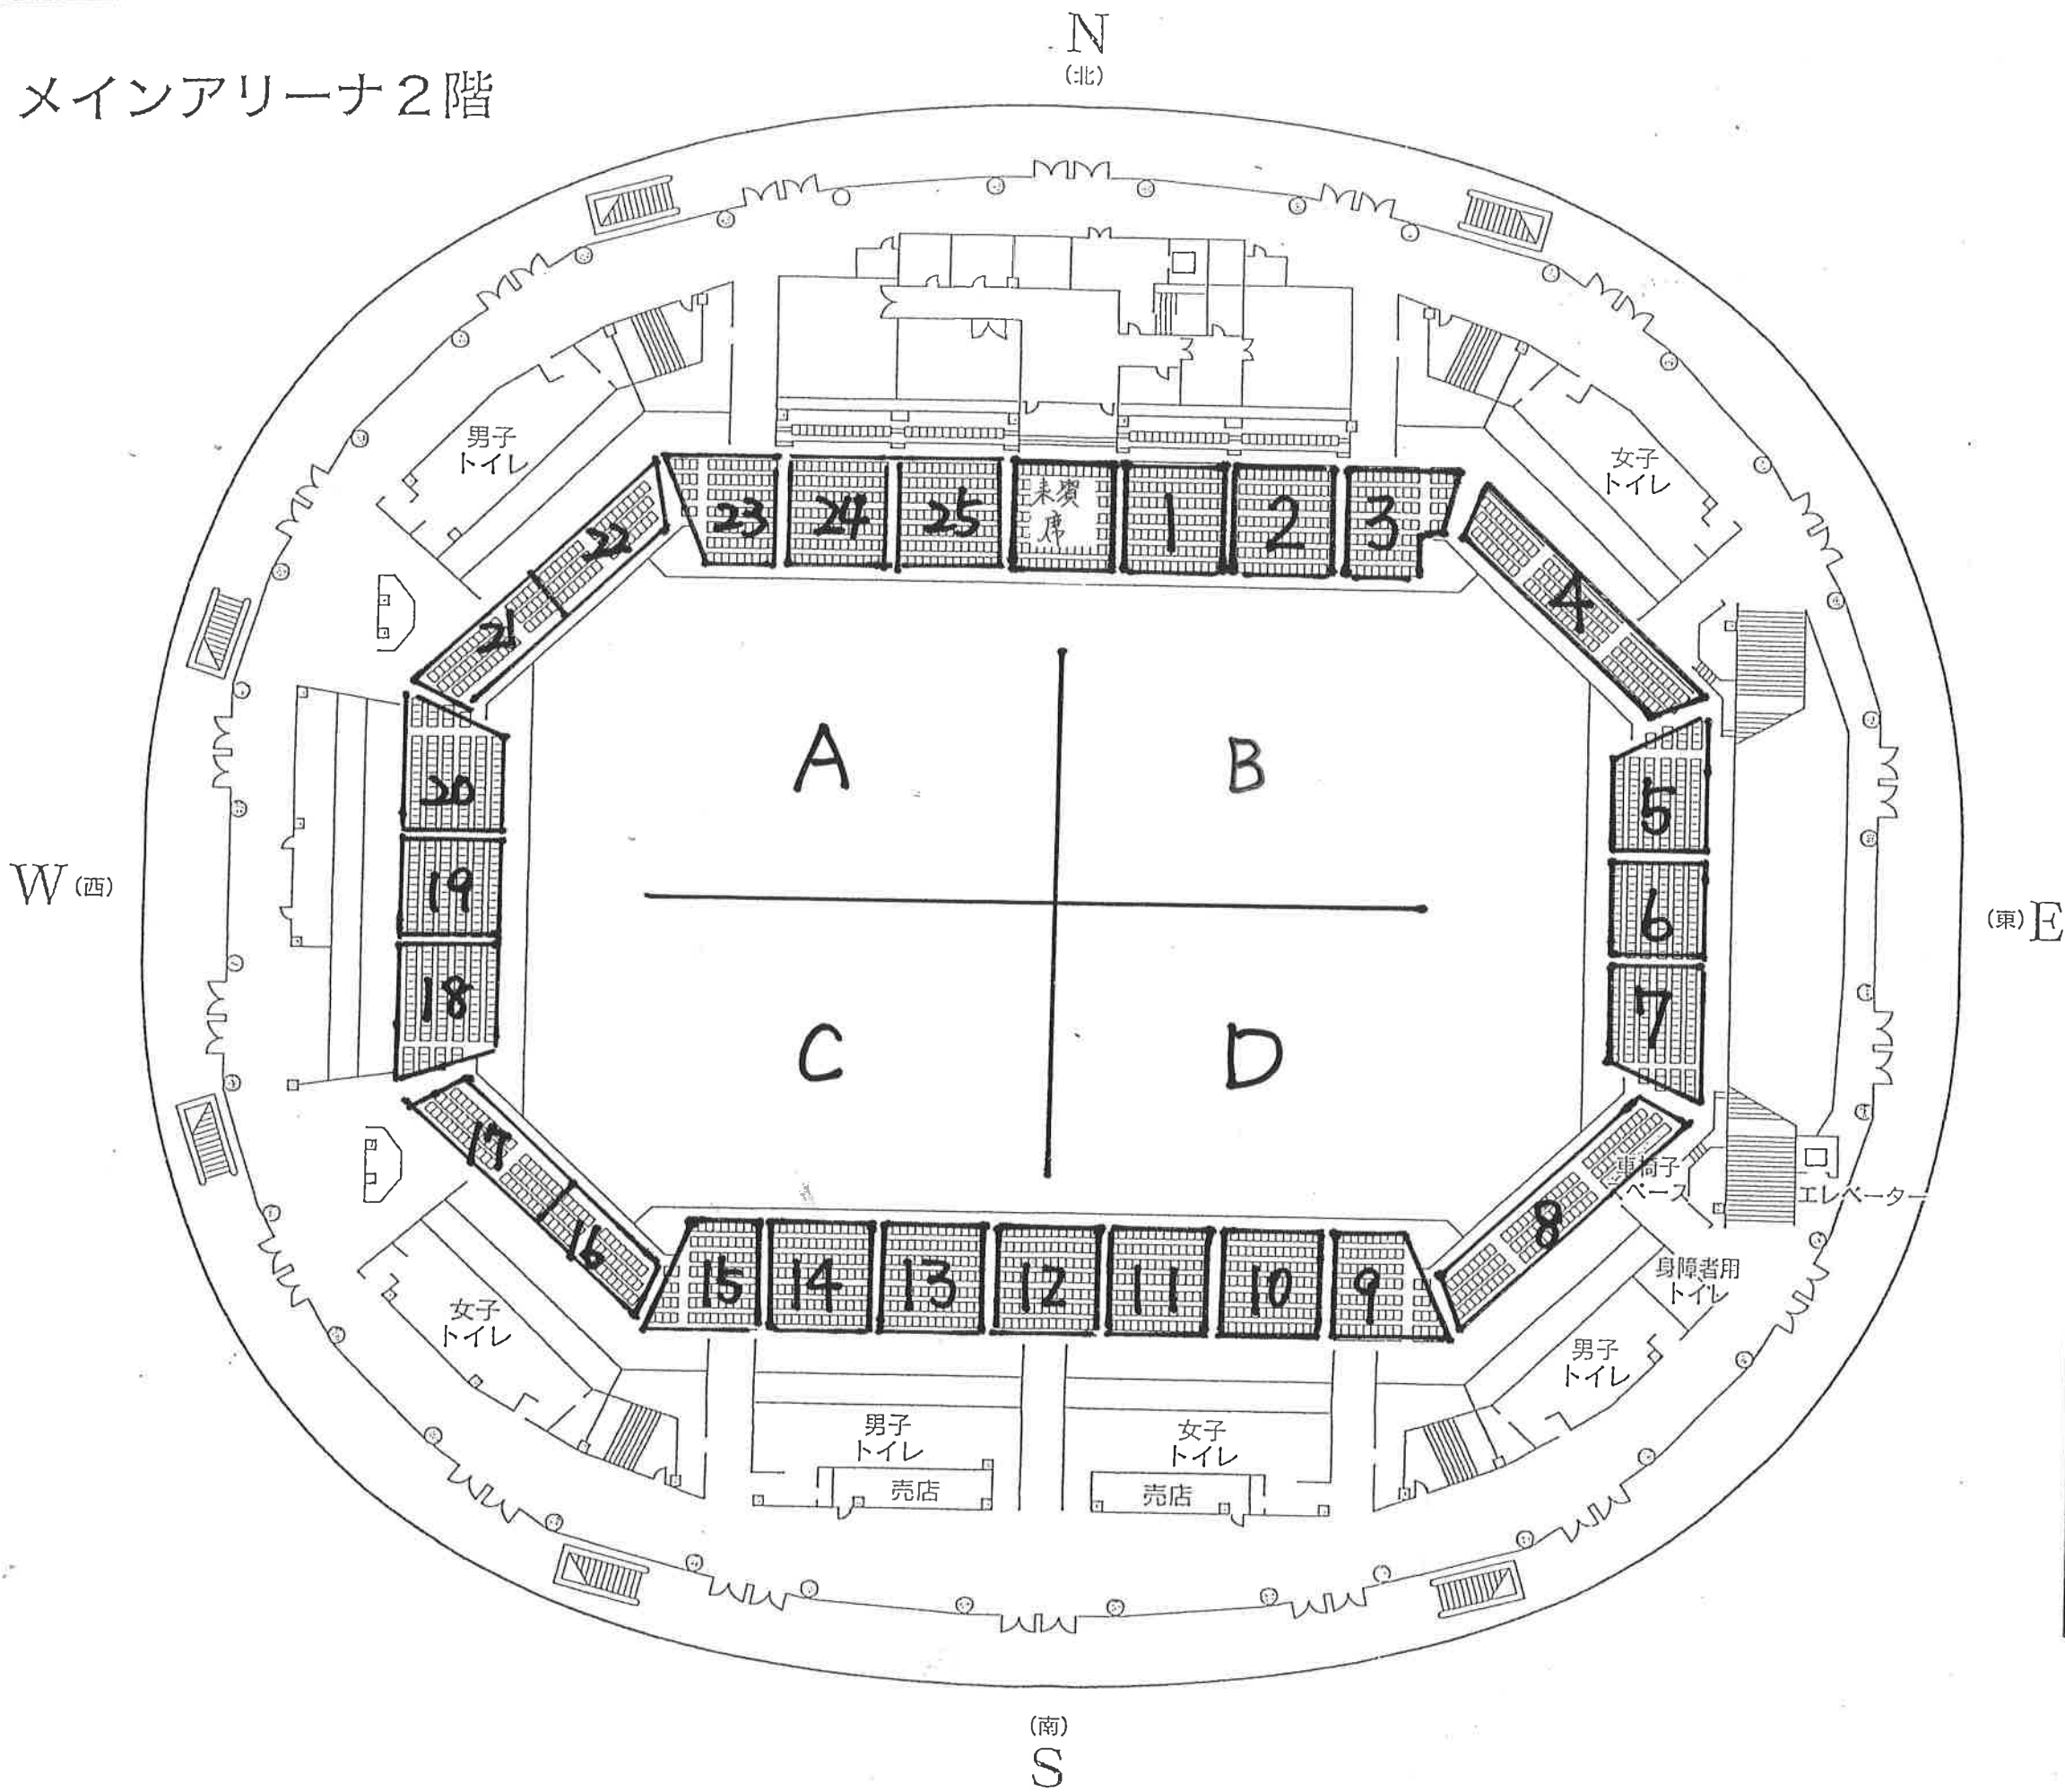 N
(北)
メインアリーナ2階
男子
トイレ
女子
トイレ
23
24
25
来賓
席
1
2
3
22
21
4
20
A
B
5
19
6
W (西)
(東) E
18
C
D
7
17
16
車椅子
スペース
エレベーター
8
15
14
13
12
11
10
9
身障者用
トイレ
女子
トイレ
男子
トイレ
男子
トイレ
女子
トイレ
売店
売店
(南)
S